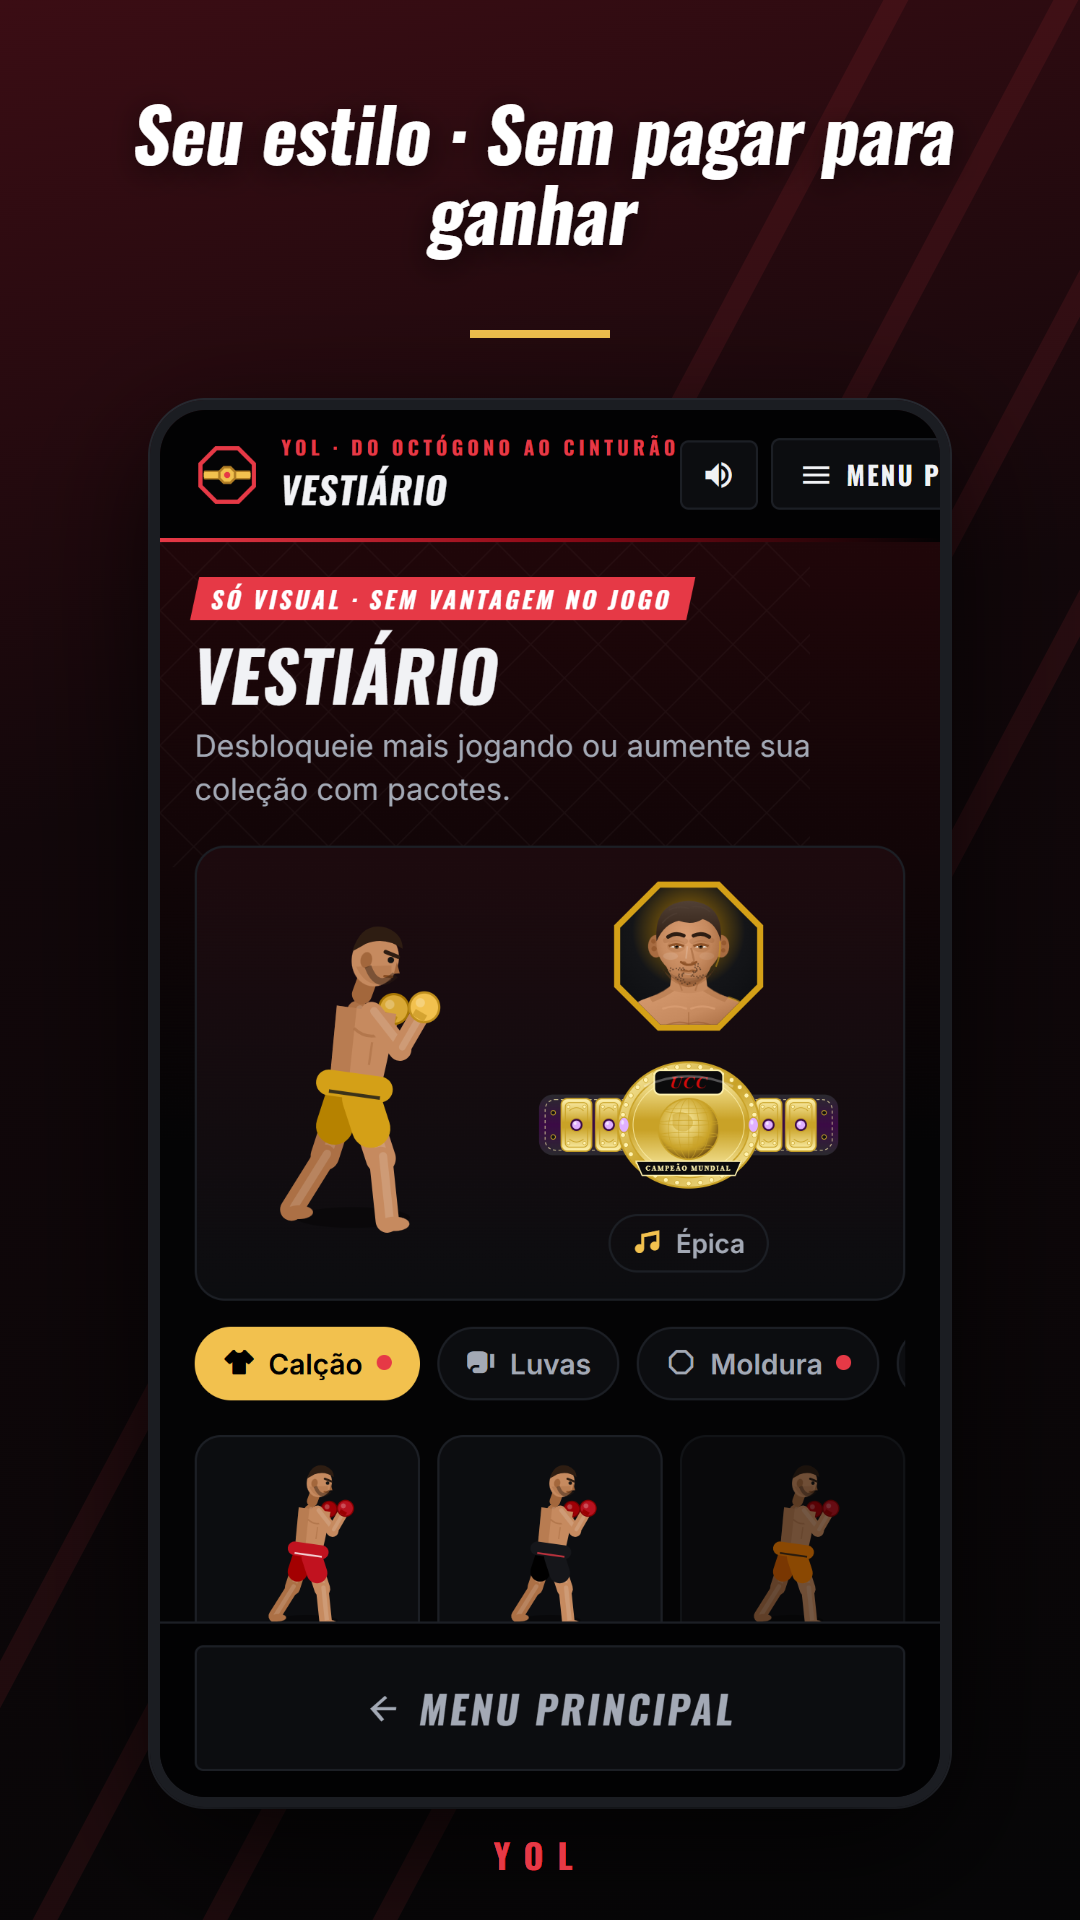 Seu estilo · Sem pagar para
ganhar
YOL · DO OCTÓGONO AO CINTURÃO
VESTIÁRIO
MENU P
SÓ VISUAL · SEM VANTAGEM NO JOGO
VESTIÁRIO
Desbloqueie mais jogando ou aumente sua
coleção com pacotes.
UCC
CAMPEÃO MUNDIAL
Épica
Calção
Luvas
Moldura
MENU PRINCIPAL
YOL